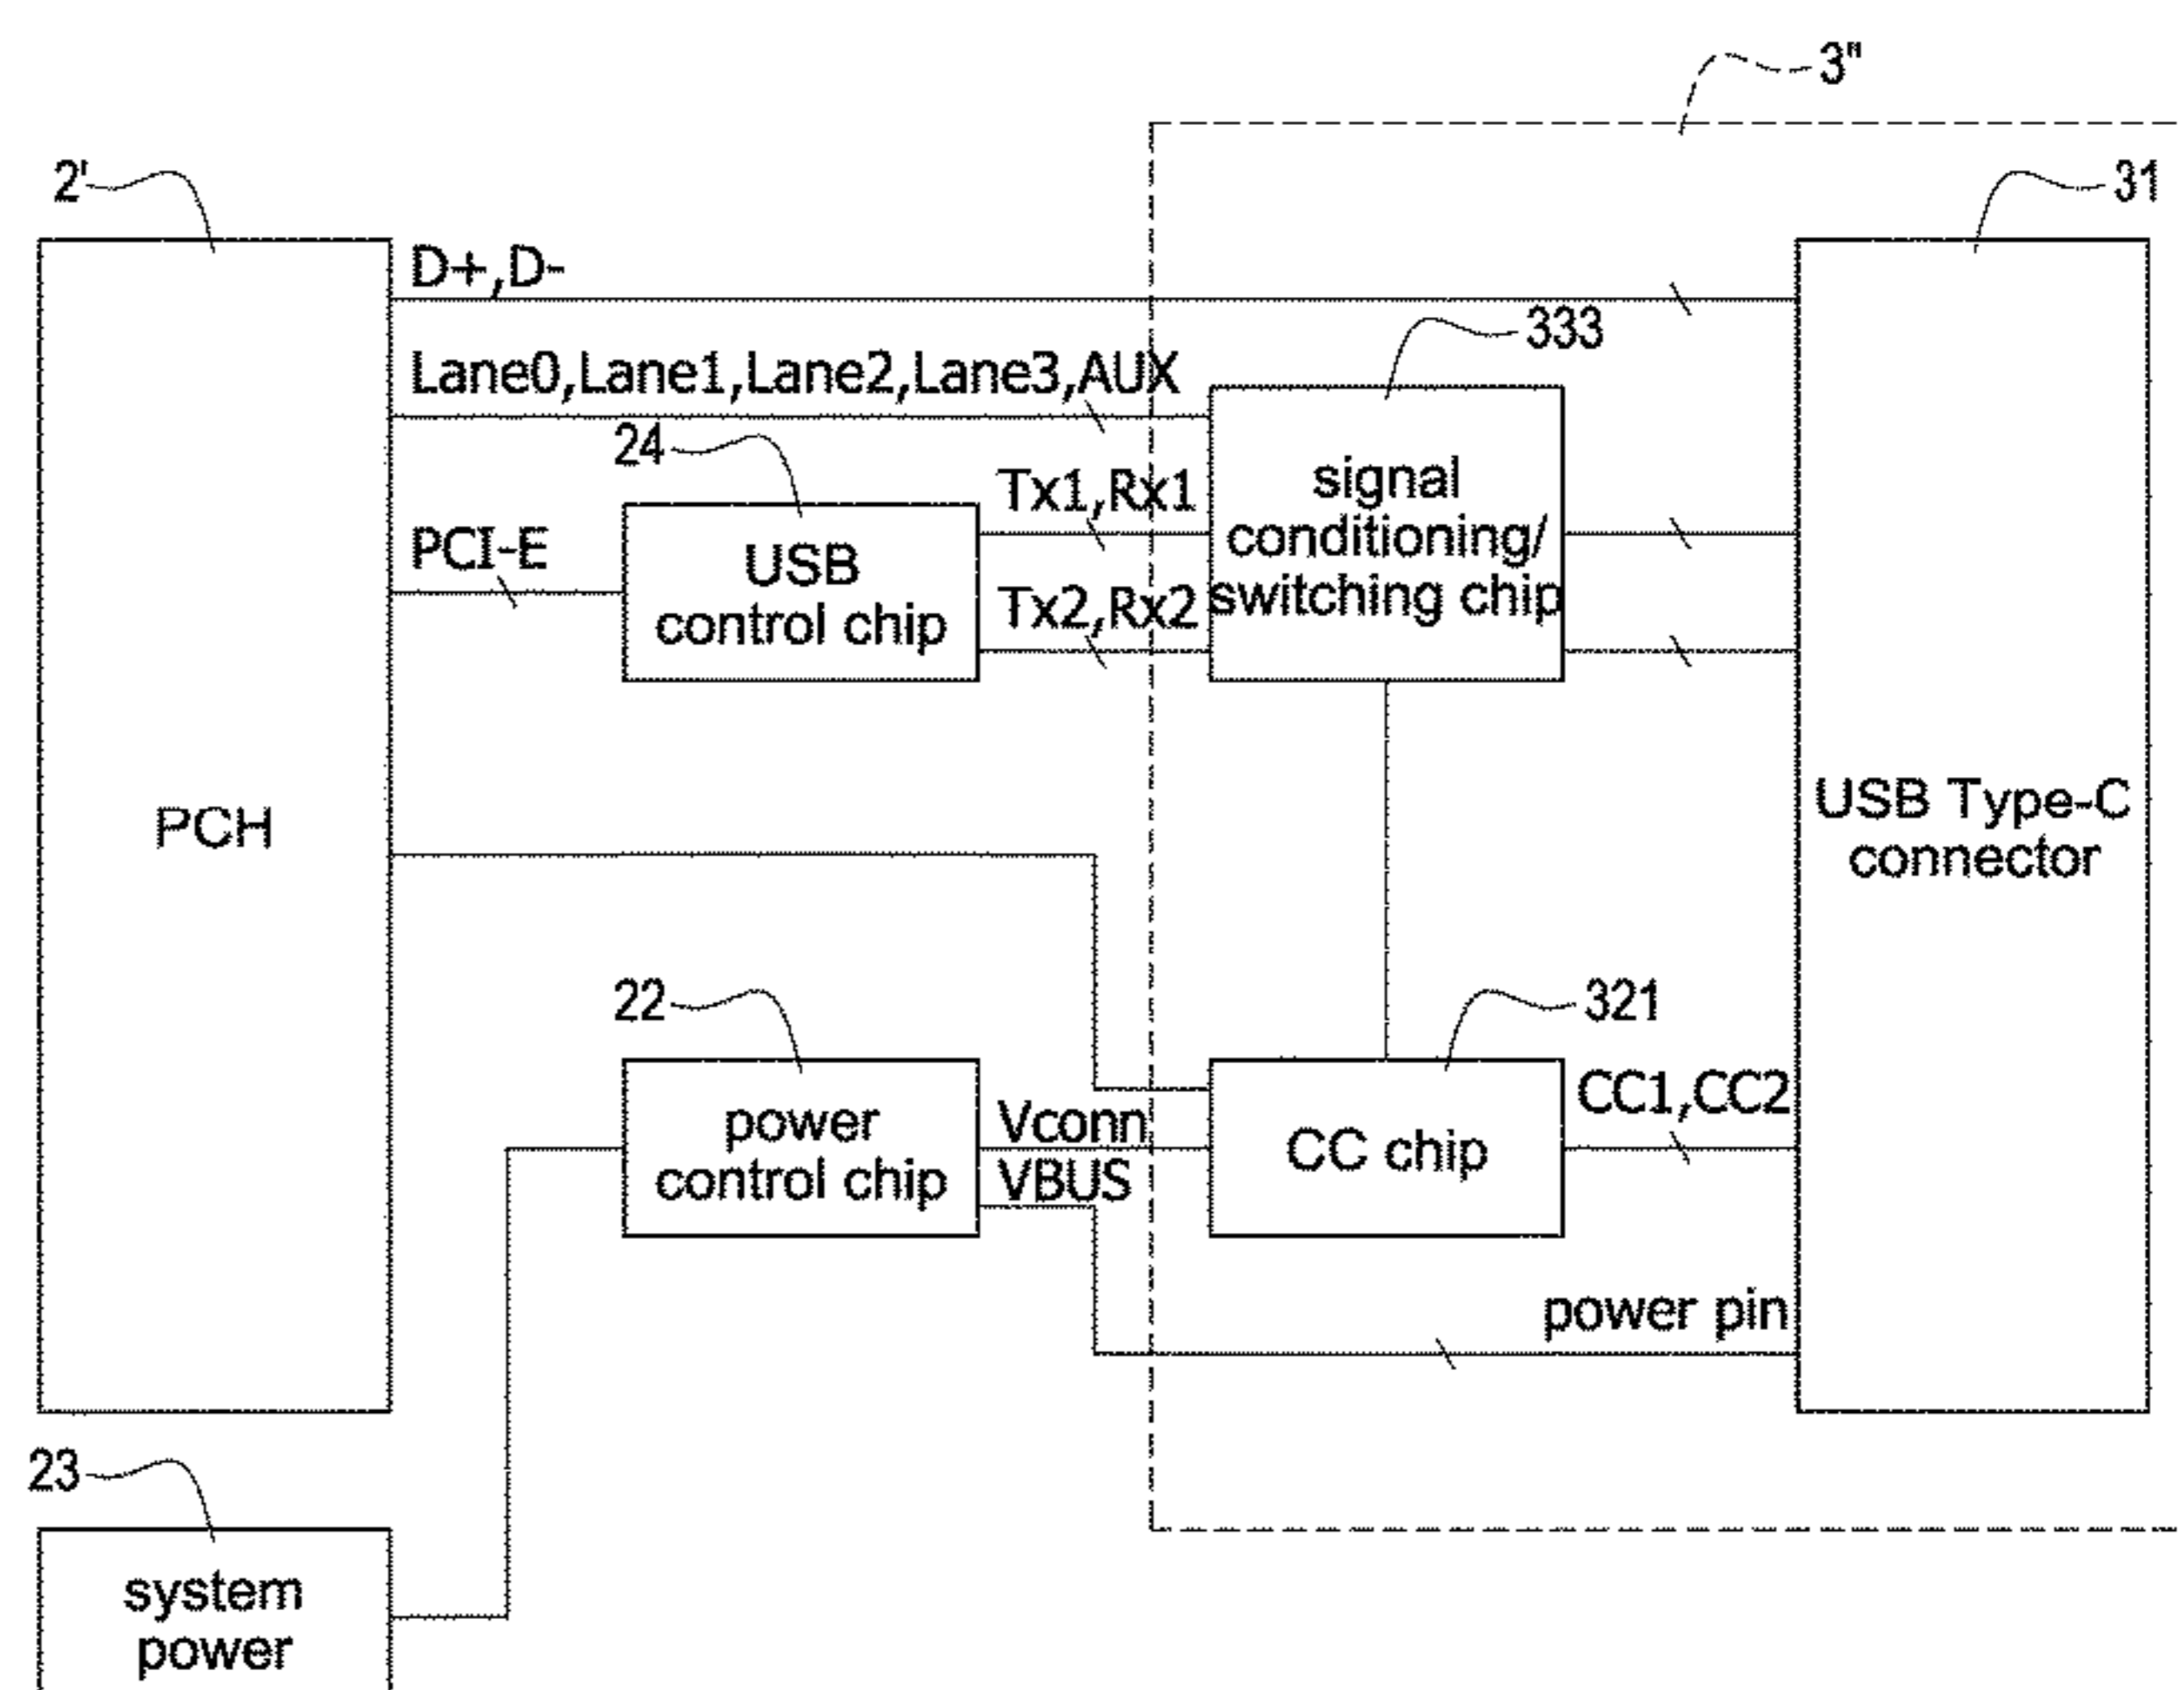 3"
2'
31
D+,D-
333
Lane0,Lane1,Lane2,Lane3,AUX
24
Tx1,Rx1
signal
conditioning/
switching chip
PCI-E
USB
control chip
Tx2,Rx2
PCH
USB Type-C
connector
22
321
power
control chip
Vconn
VBUS
CC chip
CC1,CC2
power pin
23
system
power